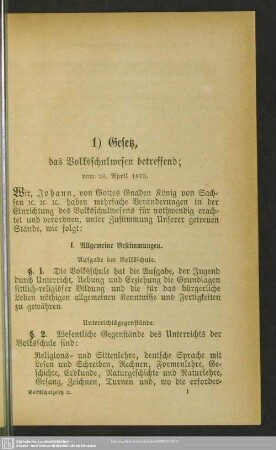 1) Gesetz,
das Volksschulwesen betreffend;
vom 26. April 1873.
Wir, Johann, von Gottes Gnaden König von Sach-
sen ꝛc. ꝛc. ꝛc. haben mehrfache Veränderungen in der
Einrichtung des Volksschulwesens für nothwendig erach-
tet und verordnen, unter Zustimmung Unserer getreuen
Stände, wie folgt:
I. Allgemeine Bestimmungen.
Aufgabe der Volksschule.
§. 1. Die Volksschule hat die Aufgabe, der Jugend
durch Unterricht, Uebung und Erziehung die Grundlagen
sittlich-religiöser Bildung und die für das bürgerliche
Leben nöthigen allgemeinen Kenntnisse und Fertigkeiten
zu gewähren.
Unterrichtsgegenstände.
§. 2. Wesentliche Gegenstände des Unterrichts der
Volksschule sind:
Religions- und Sittenlehre, deutsche Sprache mit
Lesen und Schreiben, Rechnen, Formenlehre, Ge-
schichte, Erdkunde, Naturgeschichte und Naturlehre,
Gesang, Zeichnen, Turnen und, wo die erforder-
Volksschulgesetz ꝛc. 1